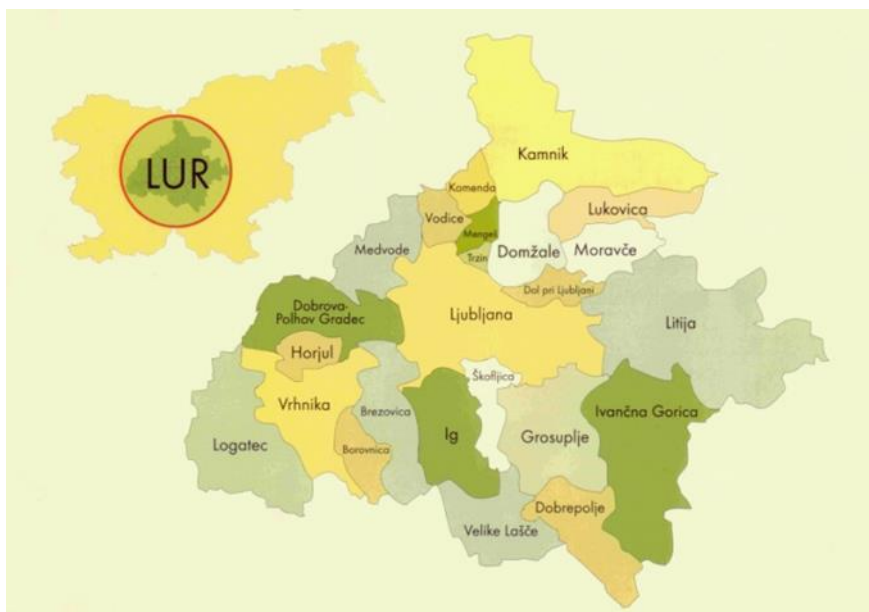 LUR
Kamnik
Komenda
Lukovica
Vodice
Mengeš
Medvode
Domžale
Moravče
Trzin
Dol pri Ljubljani
Dobrova-
Polhov Gradec
Ljubljana
Litija
Horjul
Škofljica
Vrhnika
Brezovica
Ivančna Gorica
Logatec
Borovnica
Ig
Grosuplje
Dobrepolje
Velike Lašče